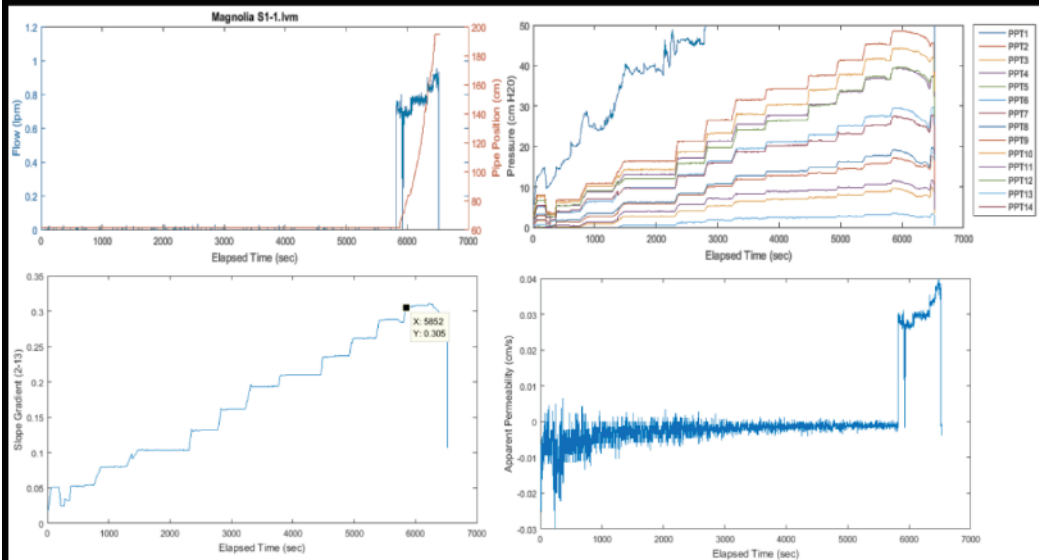 Magnolia S1-1.lvm
1.2
1
0.8
0.6
0.4
0.2
0
Flow (lpm)
200
180
160
140
120
100
80
60
Pipe Position (cm)
0 1000 2000 3000 4000 5000 6000 7000
Elapsed Time (sec)
50
40
30
20
10
0
Pressure (cm H20)
0 1000 2000 3000 4000 5000 6000 7000
Elapsed Time (sec)
PPT1
PPT2
PPT3
PPT4
PPT5
PPT6
PPT7
PPT8
PPT9
PPT10
PPT11
PPT12
PPT13
PPT14
0.35
0.3
0.25
0.2
0.15
0.1
0.05
0
Slope Gradient (2-13)
X: 5852
Y: 0.305
0 1000 2000 3000 4000 5000 6000 7000
Elapsed Time (sec)
0.04
0.03
0.02
0.01
0
-0.01
-0.02
-0.03
Apparent Permeability (cm/s)
0 1000 2000 3000 4000 5000 6000 7000
Elapsed Time (sec)